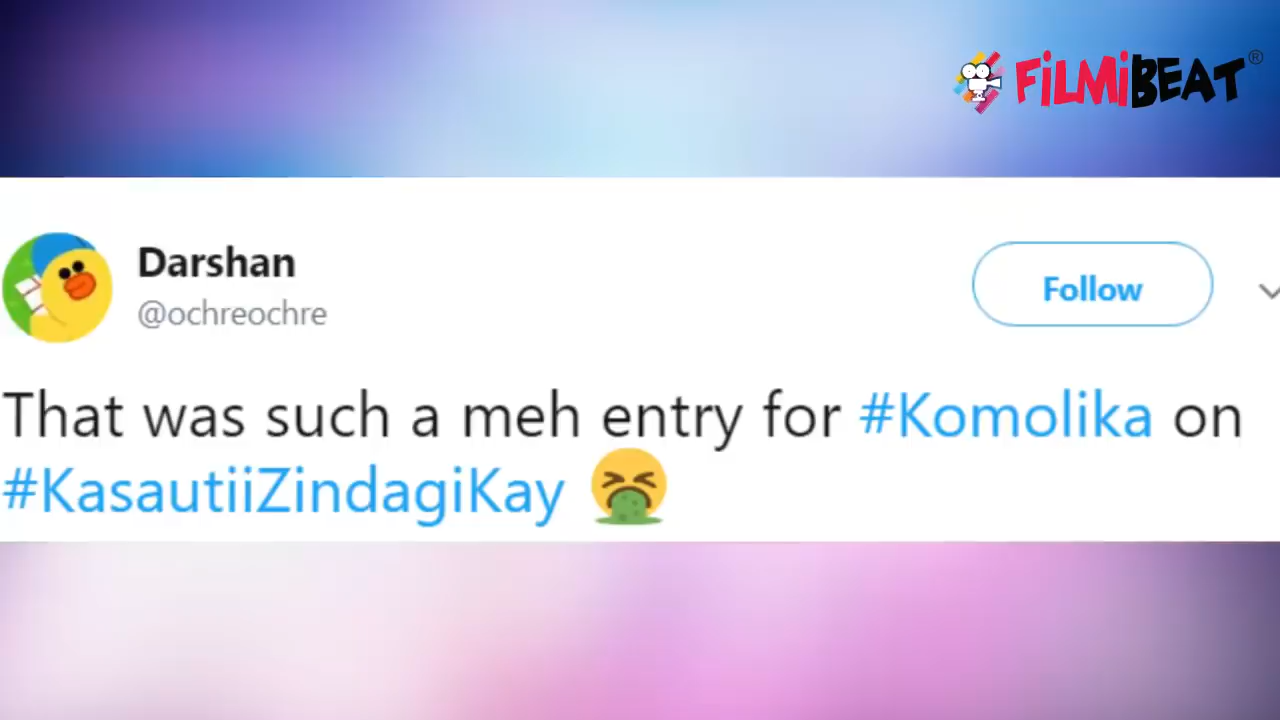 FiLMiBEAT®
Darshan
@ochreochre
Follow
That was such a meh entry for #Komolika on
#KasautiiZindagiKay 🤮